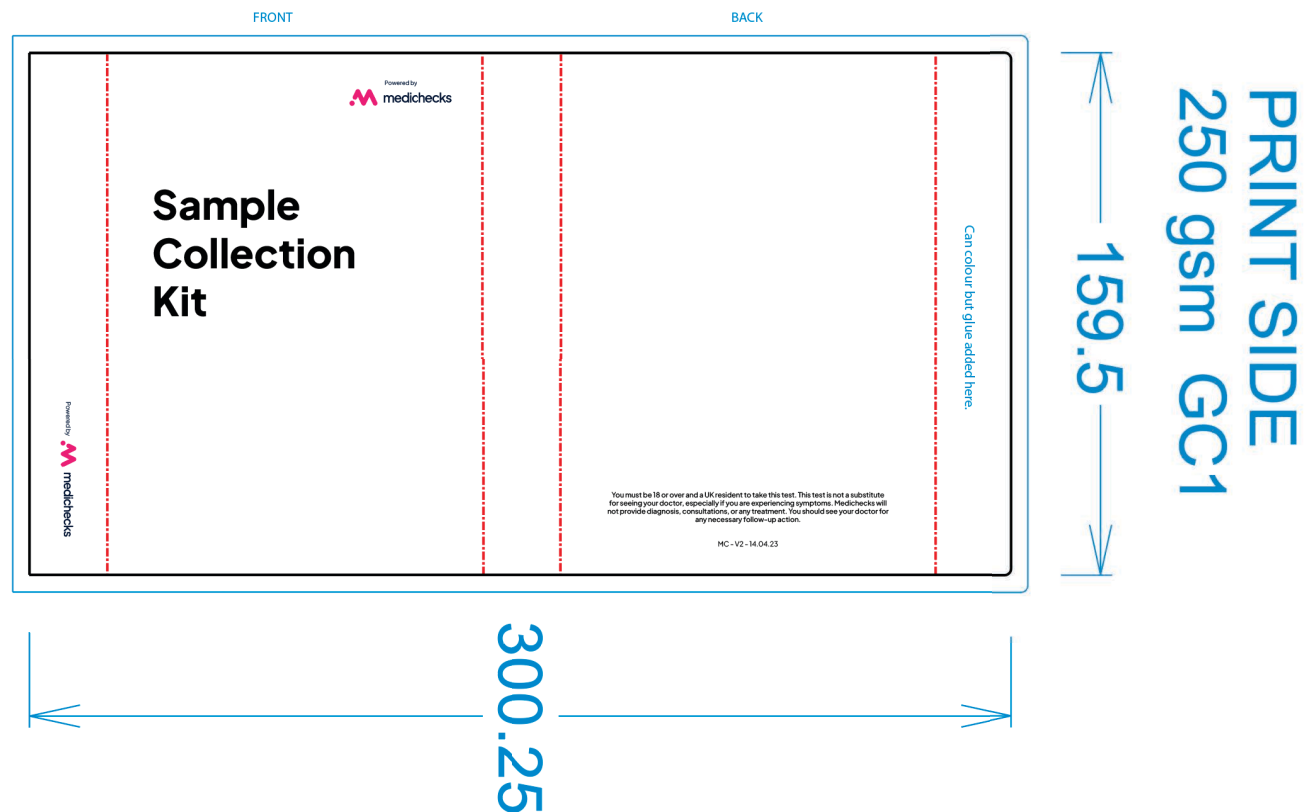 FRONT
BACK
Powered by
medichecks
Sample
Collection
Kit
Powered by
medichecks
You must be 18 or over and a UK resident to take this test. This test is not a substitute
for seeing your doctor, especially if you are experiencing symptoms. Medichecks will
not provide diagnosis, consultations, or any treatment. You should see your doctor for
any necessary follow-up action.
MC - V2 - 14.04.23
Can colour but glue added here.
159.5
PRINT SIDE
250 gsm GC1
300.25